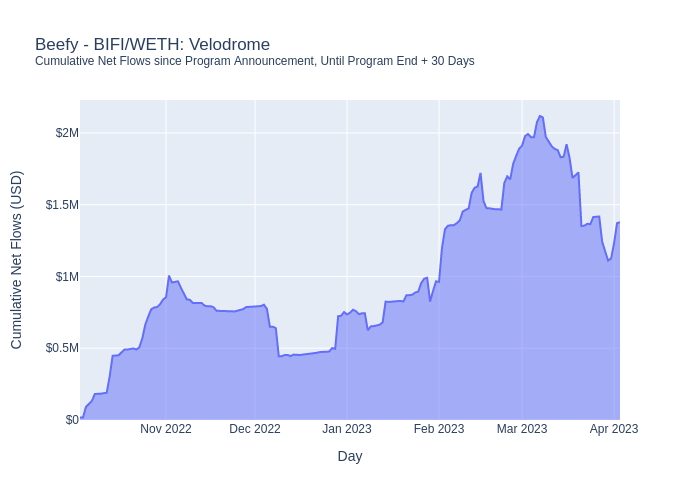 Beefy - BIFI/WETH: Velodrome
Cumulative Net Flows since Program Announcement, Until Program End + 30 Days
Cumulative Net Flows (USD)
$2M
$1.5M
$1M
$0.5M
$0
Nov 2022
Dec 2022
Jan 2023
Feb 2023
Mar 2023
Apr 2023
Day